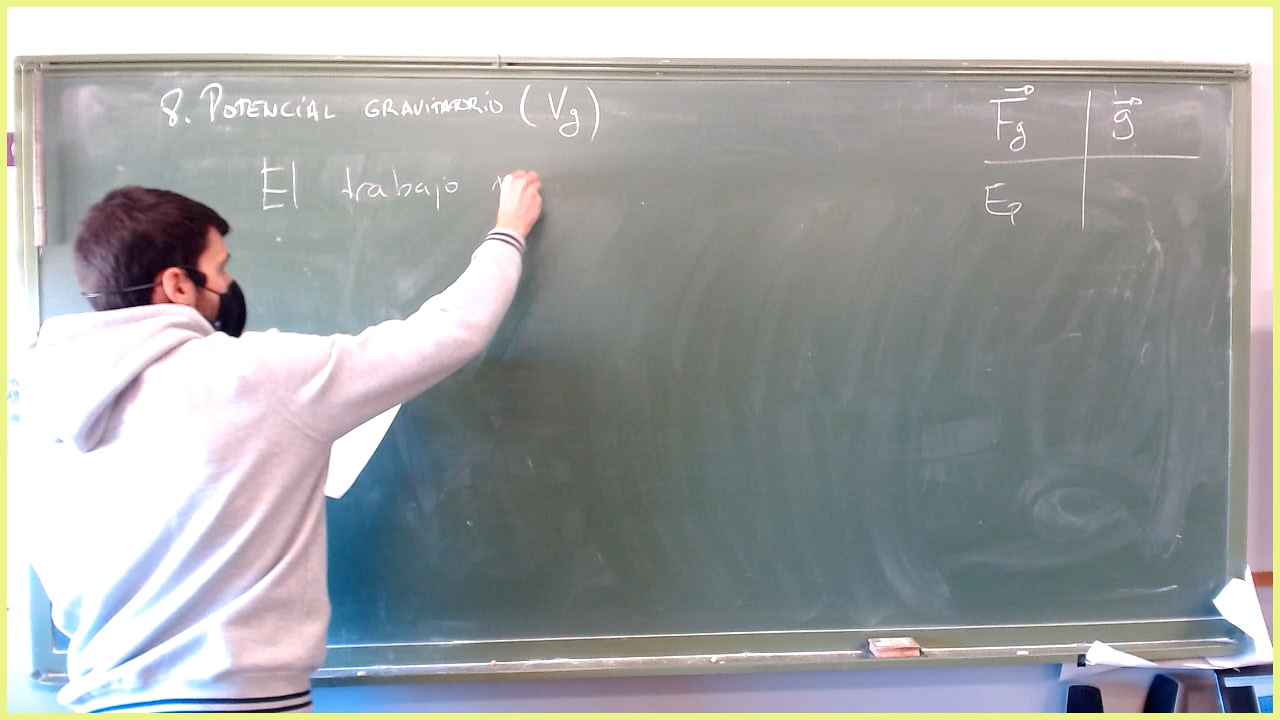 8. POTENCIAL GRAVITATORIO (Vg)
El trabajo
F⃗g | g⃗
Ep